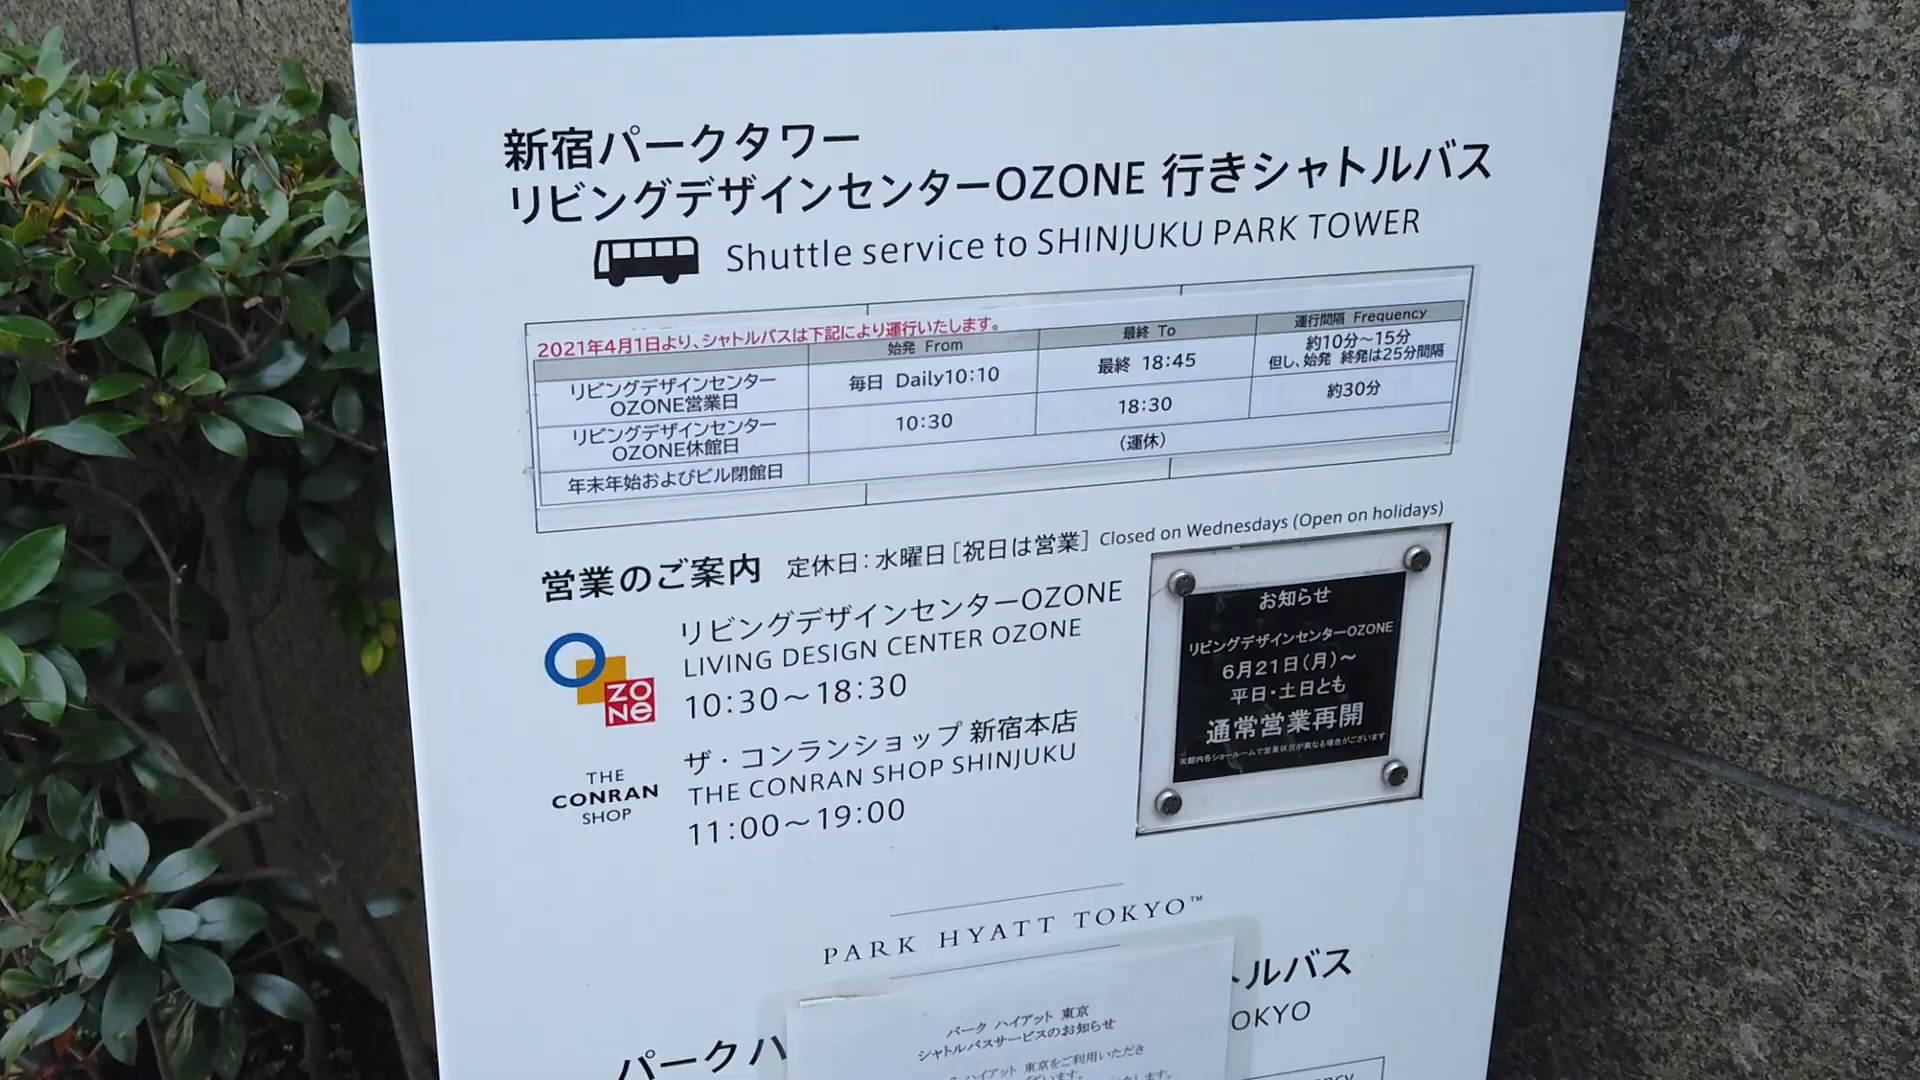 新宿パークタワー
リビングデザインセンターOZONE 行きシャトルバス
Shuttle service to SHINJUKU PARK TOWER
2021年4月1日より、シャトルバスは下記により運行いたします。
始発 From
最終 To
運行間隔 Frequency
リビングデザインセンター
OZONE営業日
毎日 Daily10:10
最終 18:45
約10分～15分
但し、始発 終発は25分間隔
リビングデザインセンター
OZONE休館日
10:30
18:30
約30分
年末年始およびビル閉館日
（運休）
営業のご案内 定休日：水曜日［祝日は営業］ Closed on Wednesdays (Open on holidays)
ZO
NE
リビングデザインセンターOZONE
LIVING DESIGN CENTER OZONE
10:30～18:30
THE
CONRAN
SHOP
ザ・コンランショップ 新宿本店
THE CONRAN SHOP SHINJUKU
11:00～19:00
お知らせ
リビングデザインセンターOZONE
6月21日(月)～
平日・土日とも
通常営業再開
※館内各ショールームで営業状況が異なる場合がございます
PARK HYATT TOKYO™
パークハ
トルバス
OKYO
パーク ハイアット 東京
シャトルバスサービスのお知らせ
ク ハイアット 東京をご利用いただき